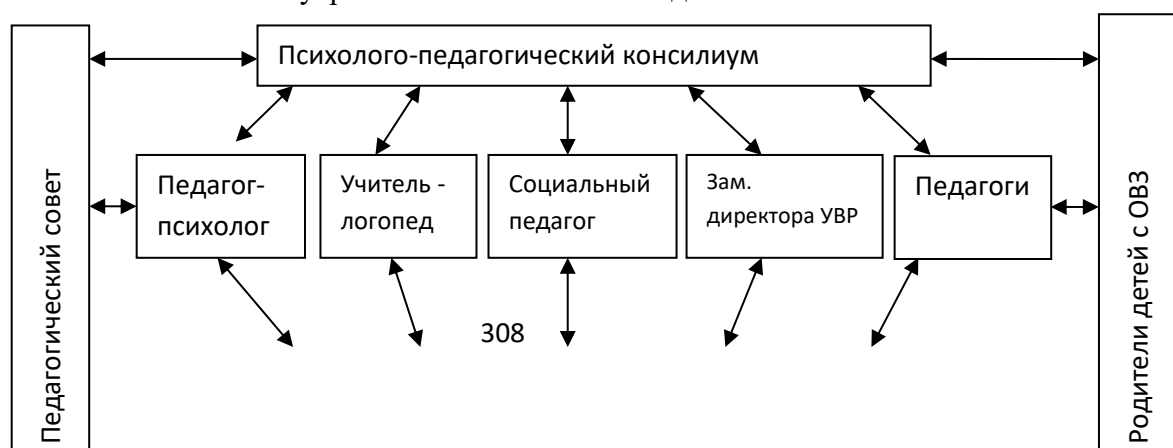 Психолого-педагогический консилиум
Педагог-
психолог
Учитель -
логопед
Социальный
педагог
Зам.
директора УВР
Педагоги
Педагогический совет
Родители детей с ОВЗ
308